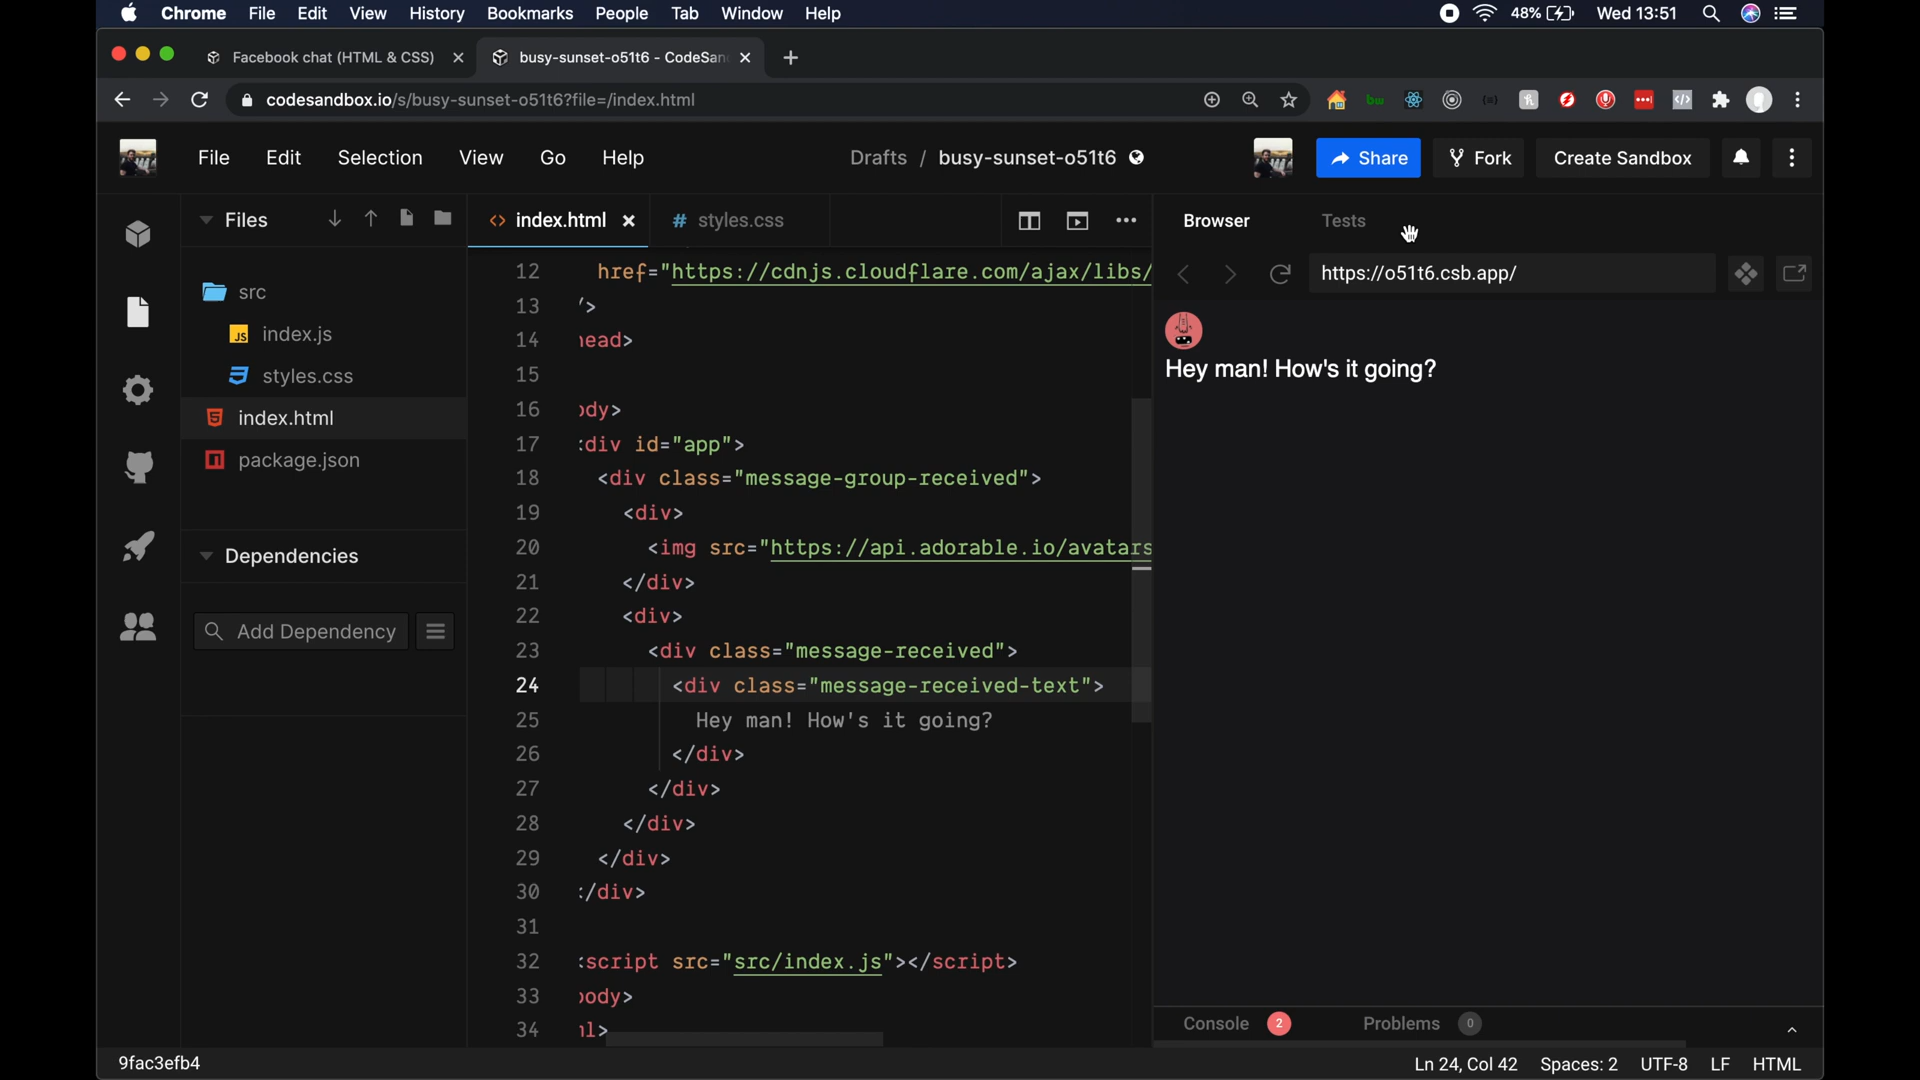 Chrome File Edit View History Bookmarks People Tab Window Help 48% Wed 13:51
Facebook chat (HTML & CSS) busy-sunset-o51t6 - CodeSan
codesandbox.io/s/busy-sunset-o51t6?file=/index.html
File Edit Selection View Go Help Drafts / busy-sunset-o51t6 Share Fork Create Sandbox
Files
src
index.js
styles.css
index.html
package.json
Dependencies
Add Dependency
index.html # styles.css
12 href="https://cdnjs.cloudflare.com/ajax/libs/
13 />
14 head>
15
16 body>
17 <div id="app">
18 <div class="message-group-received">
19 <div>
20 <img src="https://api.adorable.io/avatars
21 </div>
22 <div>
23 <div class="message-received">
24 <div class="message-received-text">
25 Hey man! How's it going?
26 </div>
27 </div>
28 </div>
29 </div>
30 </div>
31
32 <script src="src/index.js"></script>
33 body>
34 ml>
Browser Tests
https://o51t6.csb.app/
Hey man! How's it going?
Console 2 Problems 0
9fac3efb4 Ln 24, Col 42 Spaces: 2 UTF-8 LF HTML